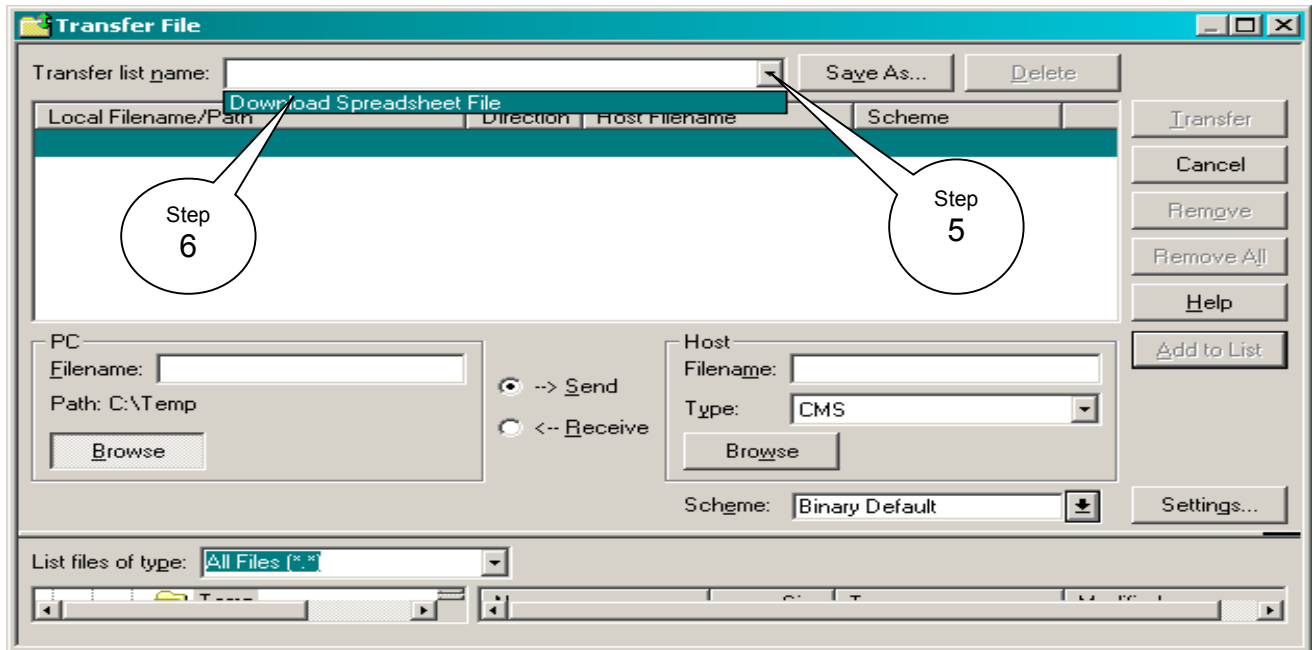 Transfer File
Transfer list name: Save As... Delete
Download Spreadsheet File
Local Filename/Path Direction Host Filename Scheme
Transfer
Cancel
Step
6
Step
5
Remove
Remove All
Help
PC
Filename:
Path: C:\Temp
Browse
--> Send
<-- Receive
Host
Filename:
Type: CMS
Browse
Add to List
Scheme: Binary Default
Settings...
List files of type: All Files (*.*)
Temp